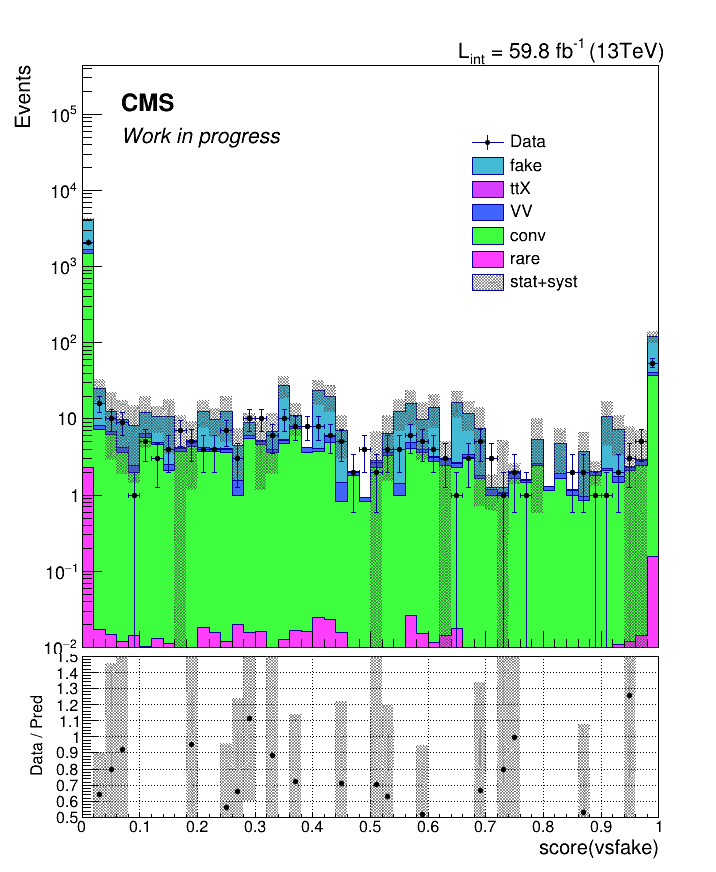 L_int = 59.8 fb^-1 (13TeV)
Events
CMS
Work in progress
Data
fake
ttX
VV
conv
rare
stat+syst
10^5
10^4
10^3
10^2
10
1
10^-1
10^-2
Data / Pred
1.5
1.4
1.3
1.2
1.1
1
0.9
0.8
0.7
0.6
0.5
0 0.1 0.2 0.3 0.4 0.5 0.6 0.7 0.8 0.9 1
score(vsfake)